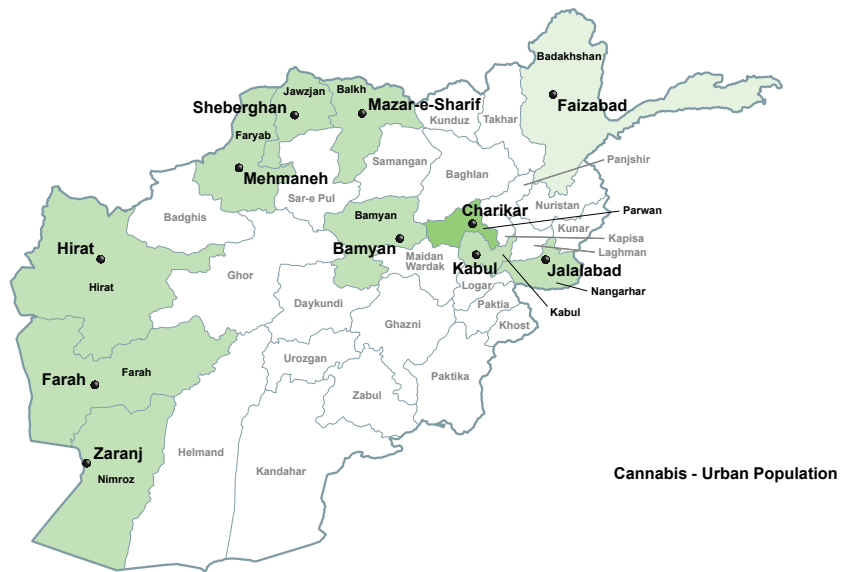 Badakhshan
Faizabad
Jawzjan
Balkh
Sheberghan
Mazar-e-Sharif
Kunduz
Takhar
Faryab
Samangan
Panjshir
Mehmaneh
Baghlan
Sar-e Pul
Nuristan
Badghis
Bamyan
Charikar
Parwan
Kunar
Kapisa
Hirat
Bamyan
Laghman
Maidan
Wardak
Kabul
Jalalabad
Ghor
Hirat
Logar
Nangarhar
Daykundi
Paktia
Kabul
Ghazni
Khost
Urozgan
Farah
Farah
Paktika
Zabul
Zaranj
Helmand
Kandahar
Nimroz
Cannabis - Urban Population